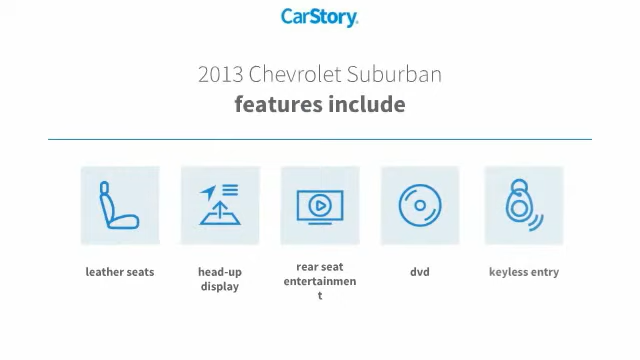 CarStory
2013 Chevrolet Suburban
features include
leather seats
head-up
display
rear seat
entertainmen
t
dvd
keyless entry